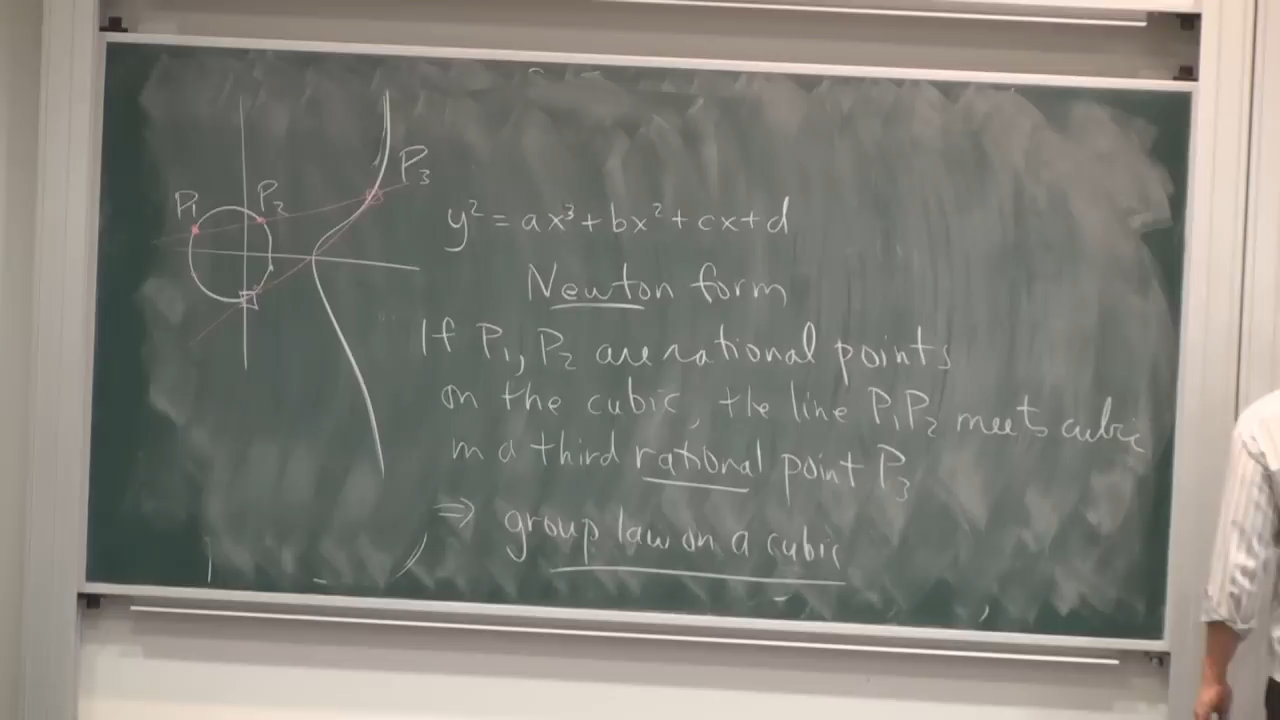 P₁ P₂ P₃
y² = ax³ + bx² + cx + d
Newton form
If P₁, P₂ are rational points
on the cubic, the line P₁P₂ meets cubic
in a third rational point P₃
⇒ group law on a cubic